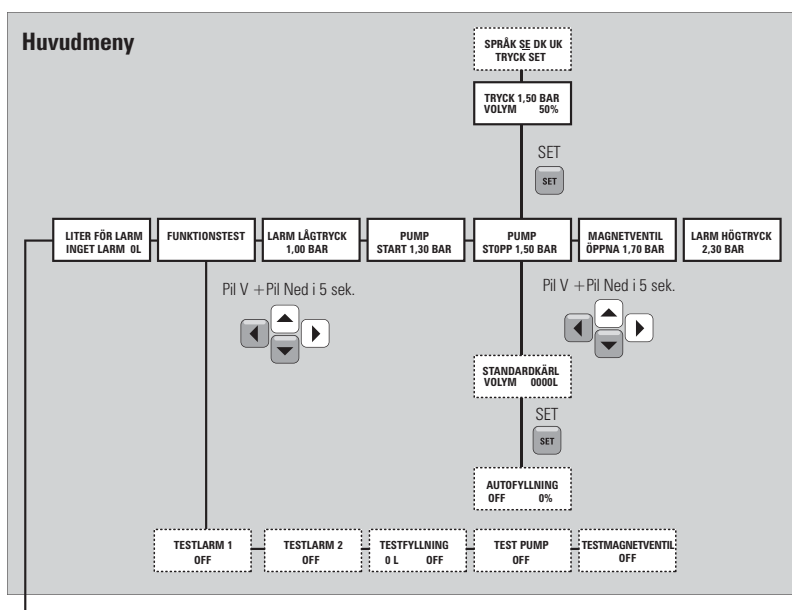 Huvudmeny
SPRÅK SE DK UK
TRYCK SET
TRYCK 1,50 BAR
VOLYM 50%
SET
SET
LITER FÖR LARM
INGET LARM 0L
FUNKTIONSTEST
LARM LÅGTRYCK
1,00 BAR
PUMP
START 1,30 BAR
PUMP
STOPP 1,50 BAR
MAGNETVENTIL
ÖPPNA 1,70 BAR
LARM HÖGTRYCK
2,30 BAR
Pil V +Pil Ned i 5 sek.
Pil V +Pil Ned i 5 sek.
STANDARDKÄRL
VOLYM 0000L
SET
SET
AUTOFYLLNING
OFF 0%
TESTLARM 1
OFF
TESTLARM 2
OFF
TESTFYLLNING
0 L OFF
TEST PUMP
OFF
TESTMAGNETVENTIL
OFF